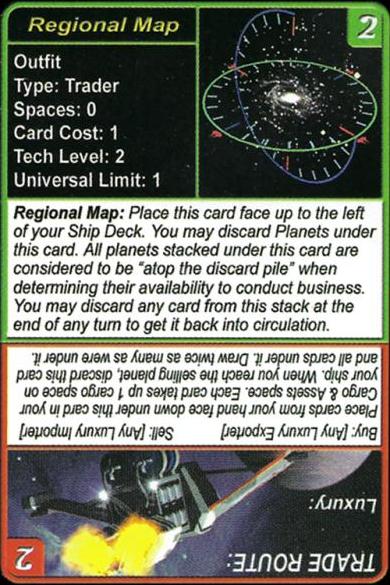 Regional Map
2
Outfit
Type: Trader
Spaces: 0
Card Cost: 1
Tech Level: 2
Universal Limit: 1
Regional Map: Place this card face up to the left
of your Ship Deck. You may discard Planets under
this card. All planets stacked under this card are
considered to be "atop the discard pile" when
determining their availability to conduct business.
You may discard any card from this stack at the
end of any turn to get it back into circulation.
TRADE ROUTE:
2
Luxury:
Buy: [Any Luxury Exporter] Sell: [Any Luxury Importer]
Place cards from your hand face down under this card in your
Cargo & Assets space. Each card takes up 1 cargo space on
your ship. When you reach the selling planet, discard this card
and all cards under it. Draw twice as many as were under it.